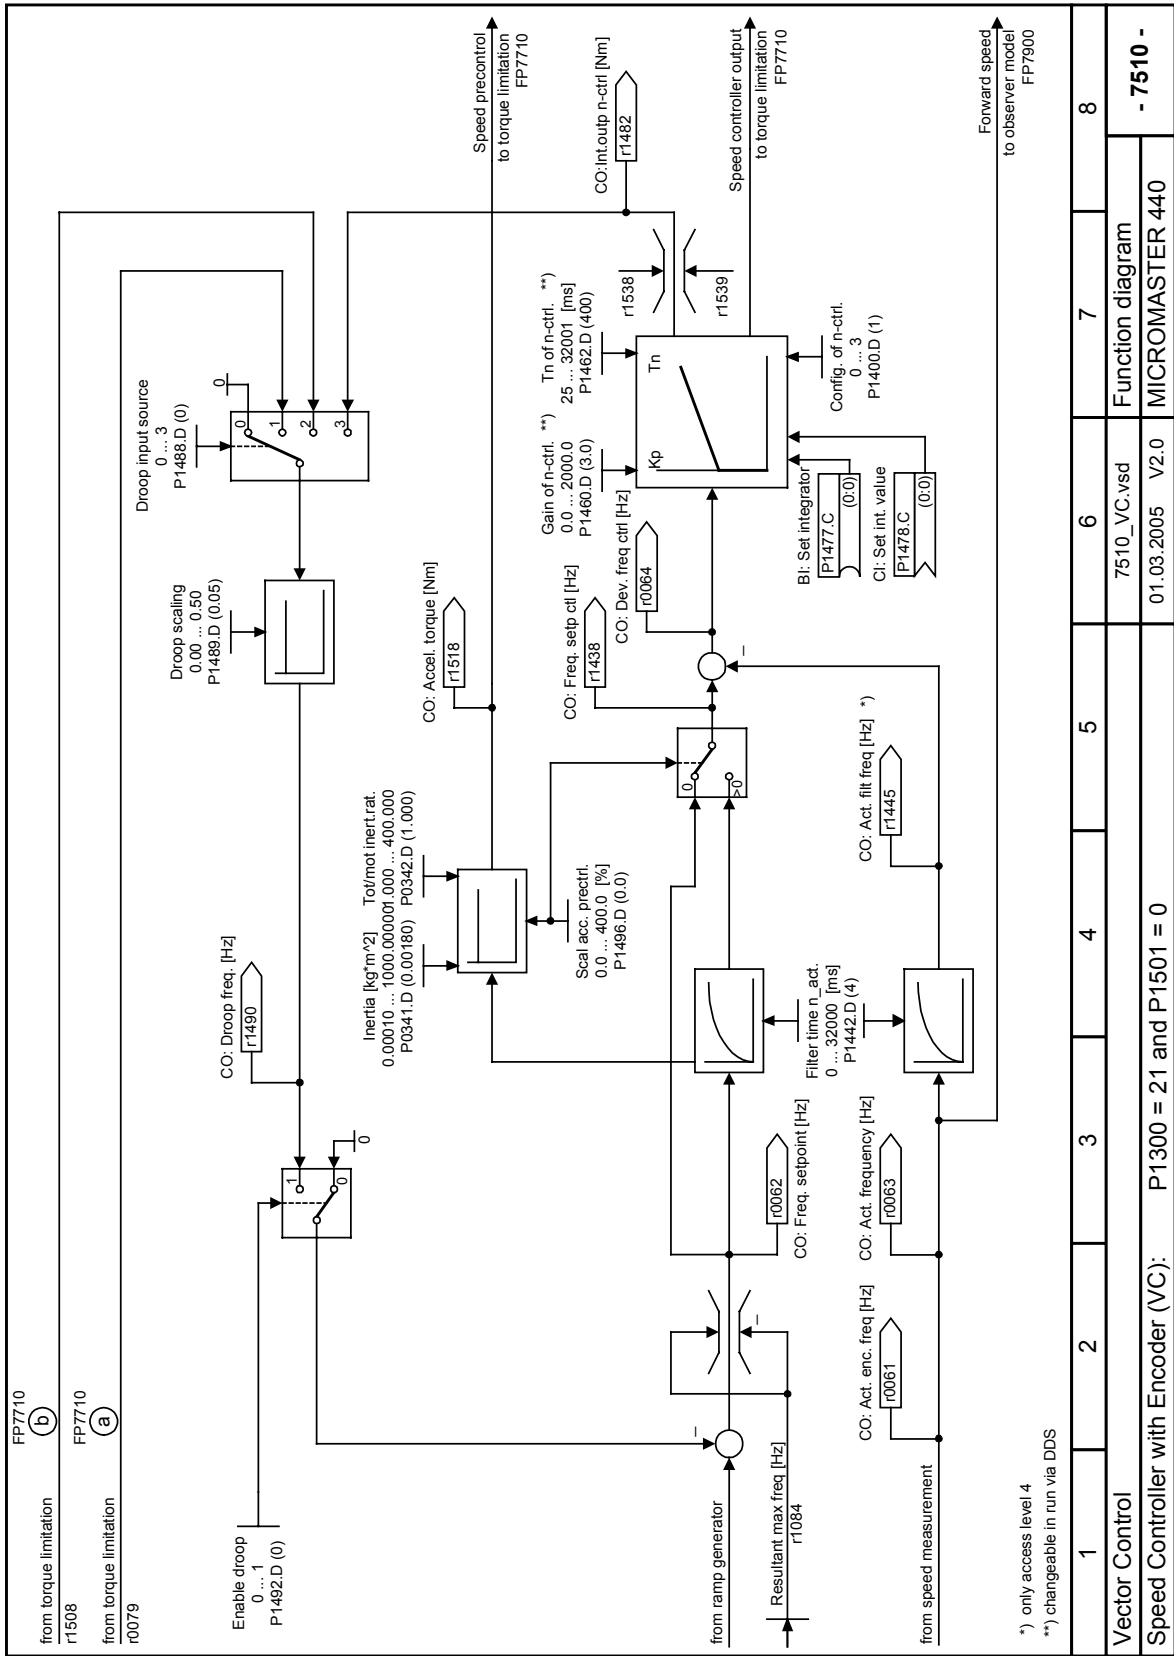 FP7710
from torque limitation
b
r1508
FP7710
from torque limitation
a
r0079
Enable droop
0 ... 1
P1492.D (0)
1
0
0
CO: Droop freq. [Hz]
r1490
Droop scaling
0.00 ... 0.50
P1489.D (0.05)
Droop input source
0 ... 3
P1488.D (0)
0
1
2
3
0
Inertia [kg*m^2]
0.00010 ... 1000.00000
P0341.D (0.00180)
Tot/mot inert.rat.
1.000 ... 400.000
P0342.D (1.000)
CO: Accel. torque [Nm]
r1518
Speed precontrol
to torque limitation
FP7710
Scal acc. prectrl.
0.0 ... 400.0 [%]
P1496.D (0.0)
CO: Freq. setp ctl [Hz]
r1438
CO: Dev. freq ctrl [Hz]
r0064
Gain of n-ctrl. **)
0.0 ... 2000.0
P1460.D (3.0)
Tn of n-ctrl. **)
25 ... 32001 [ms]
P1462.D (400)
r1538
r1539
CO:Int.outp n-ctrl [Nm]
r1482
Kp
Tn
Speed controller output
to torque limitation
FP7710
from ramp generator
–
–
Resultant max freq [Hz]
r1084
r0062
CO: Freq. setpoint [Hz]
0
>0
–
Filter time n_act.
0 ... 32000 [ms]
P1442.D (4)
BI: Set integrator
P1477.C
(0:0)
CI: Set int. value
P1478.C
(0:0)
Config. of n-ctrl.
0 ... 3
P1400.D (1)
from speed measurement
CO: Act. enc. freq [Hz]
r0061
CO: Act. frequency [Hz]
r0063
CO: Act. filt freq [Hz] *)
r1445
Forward speed
to observer model
FP7900
*) only access level 4
**) changeable in run via DDS
1 2 3 4 5 6 7 8
Vector Control 7510_VC.vsd Function diagram - 7510 -
Speed Controller with Encoder (VC): P1300 = 21 and P1501 = 0 01.03.2005 V2.0 MICROMASTER 440